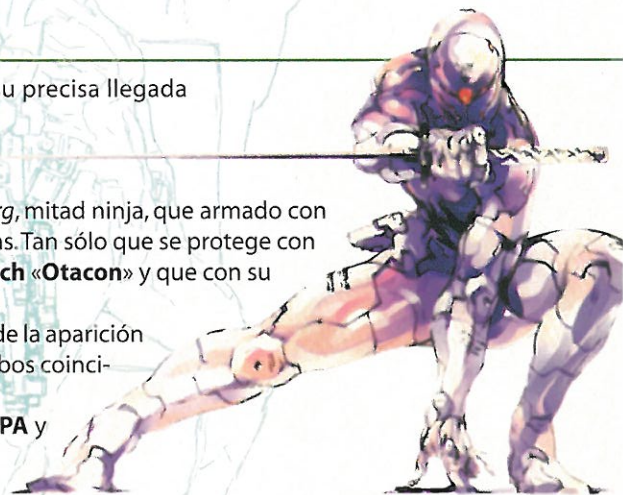 u precisa llegada
rg, mitad ninja, que armado con
as. Tan sólo que se protege con
ch «Otacon» y que con su
de la aparición
bos coinci-
PA y